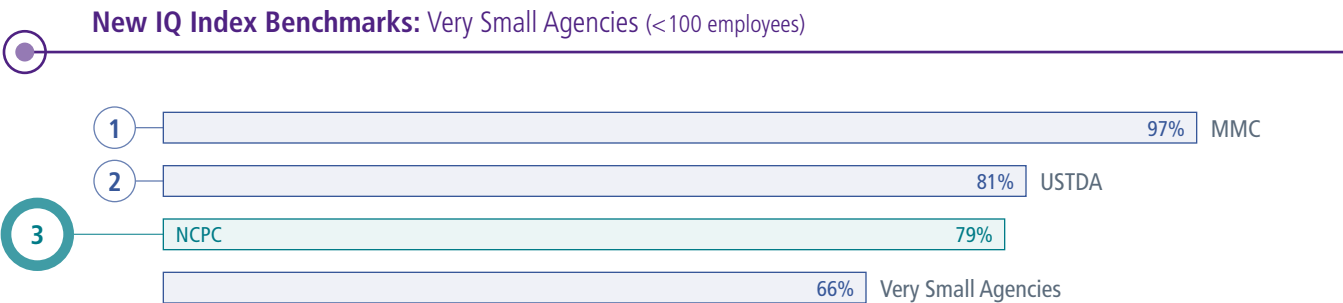 New IQ Index Benchmarks: Very Small Agencies (<100 employees)
1 97% MMC
2 81% USTDA
3 NCPC 79%
66% Very Small Agencies